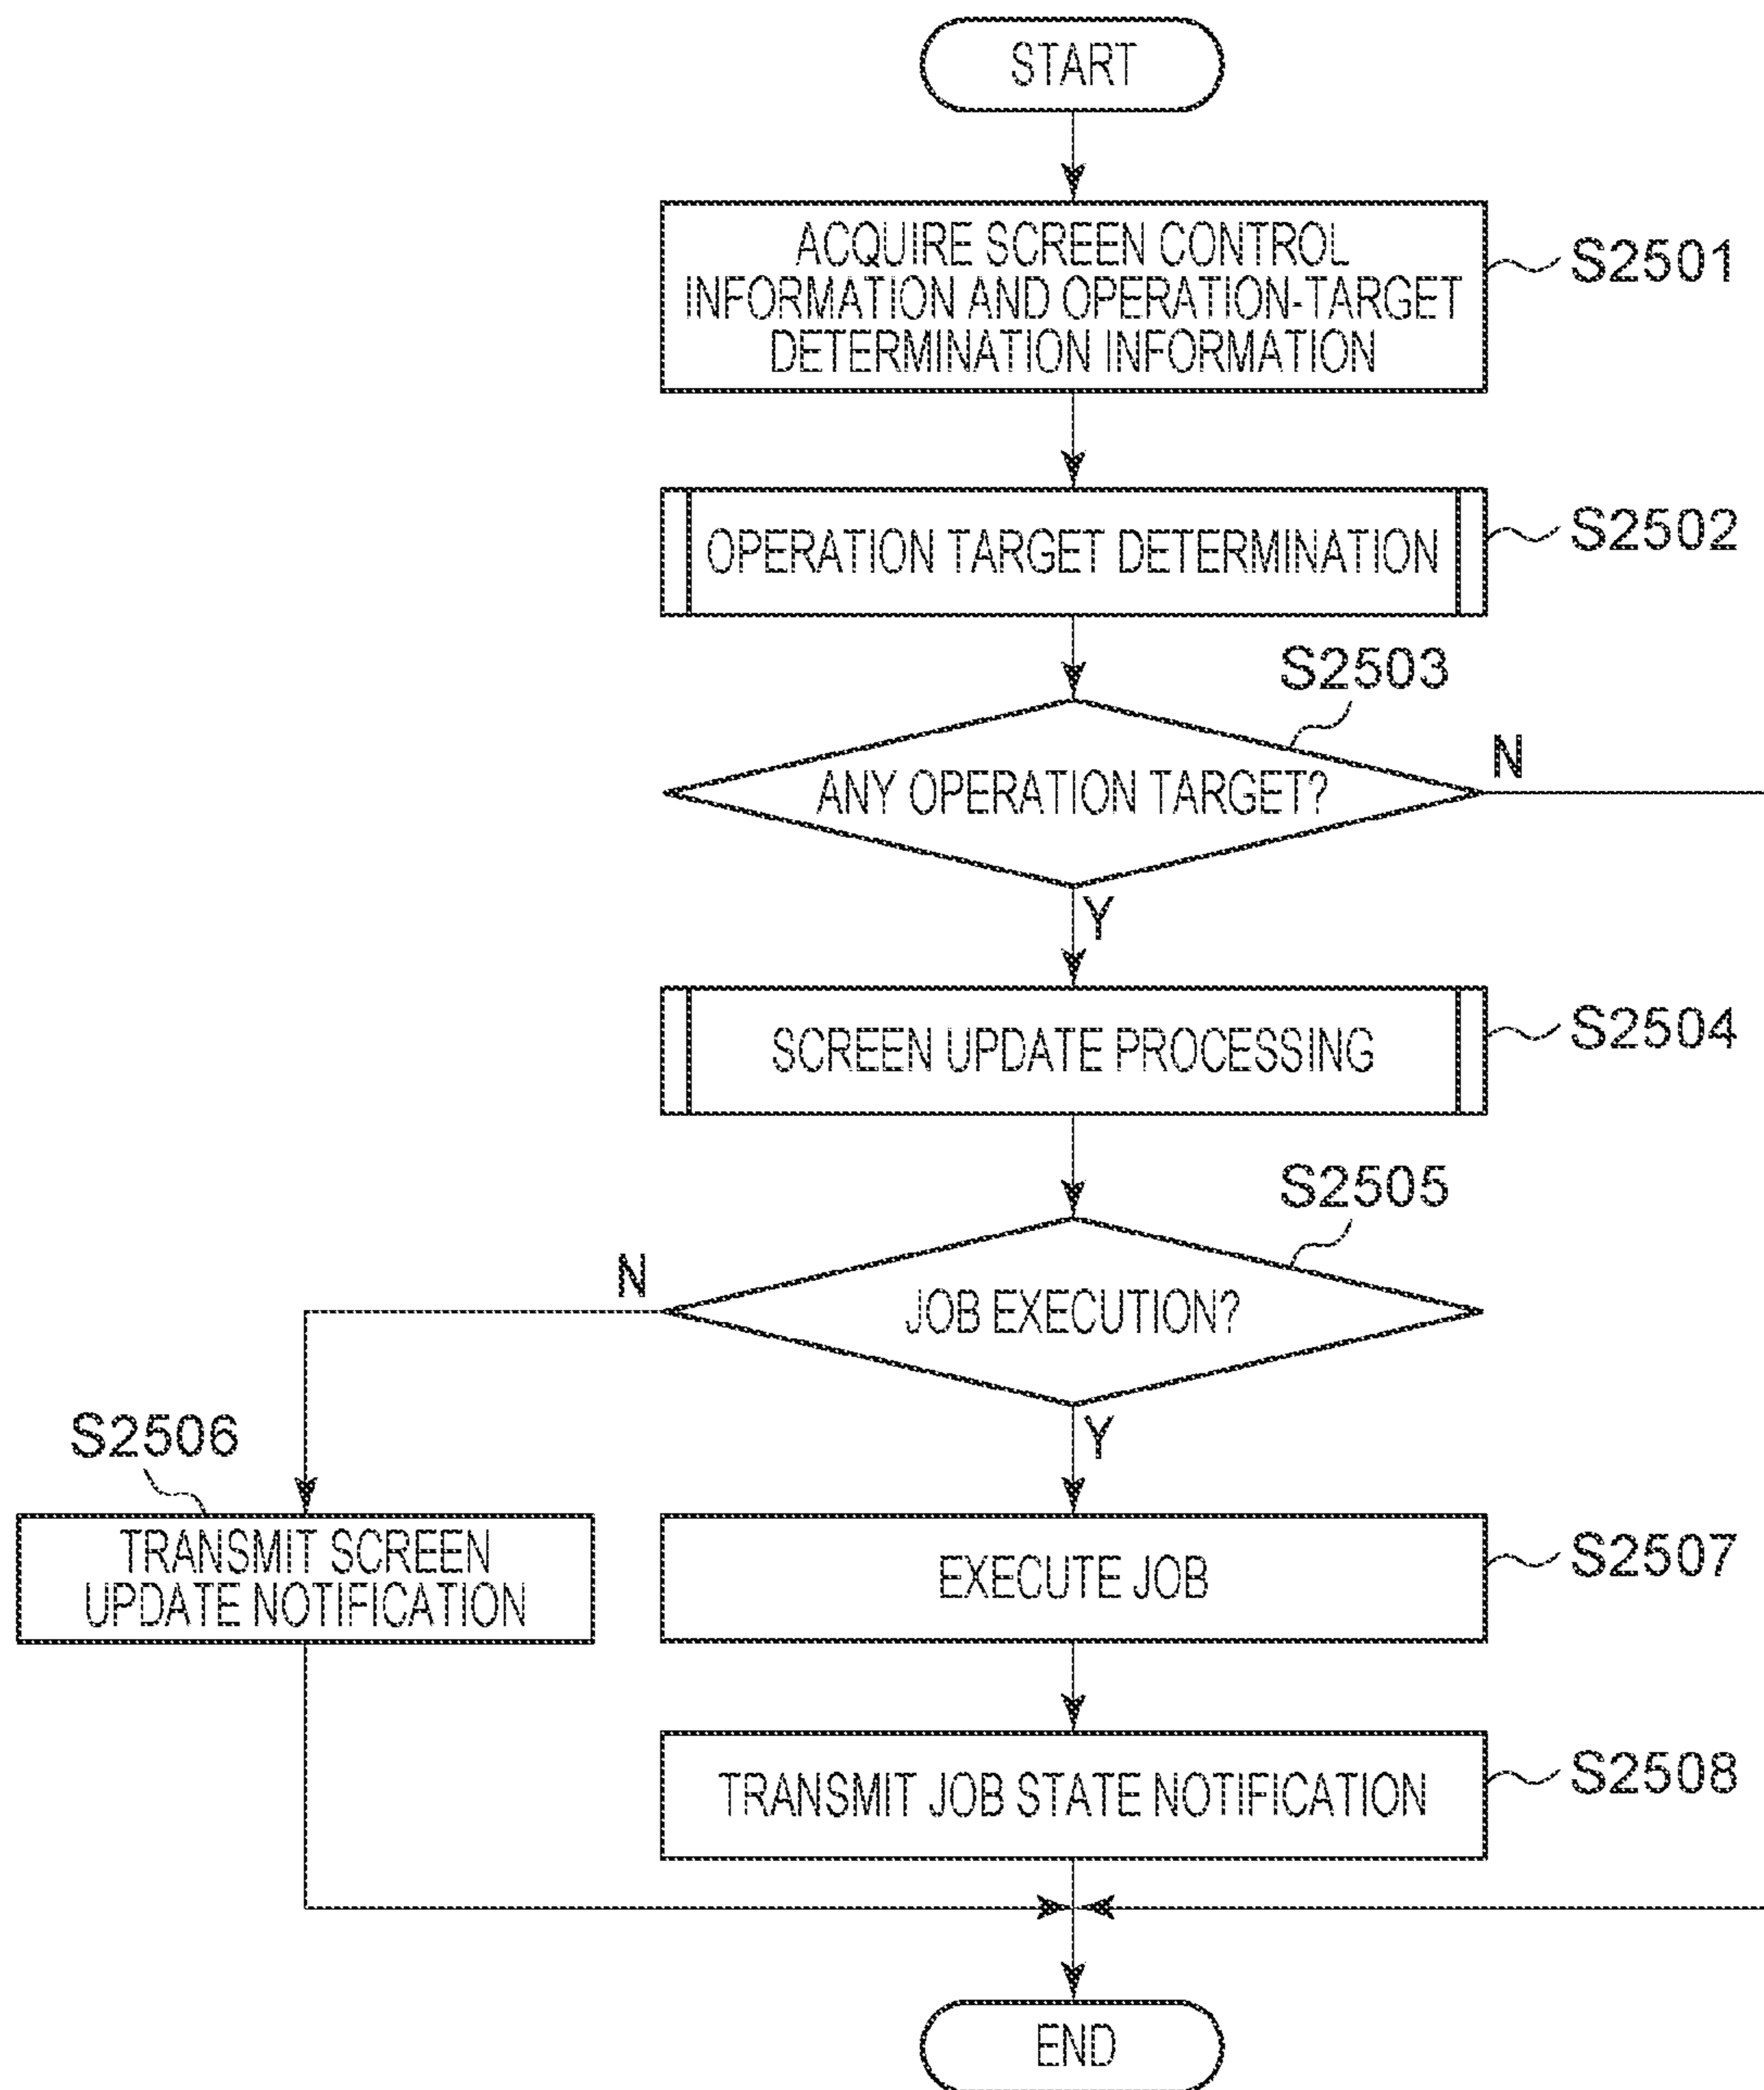 START
ACQUIRE SCREEN CONTROL
INFORMATION AND OPERATION-TARGET
DETERMINATION INFORMATION
S2501
OPERATION TARGET DETERMINATION
S2502
S2503
ANY OPERATION TARGET?
N
Y
SCREEN UPDATE PROCESSING
S2504
S2505
JOB EXECUTION?
N
Y
S2506
TRANSMIT SCREEN
UPDATE NOTIFICATION
EXECUTE JOB
S2507
TRANSMIT JOB STATE NOTIFICATION
S2508
END